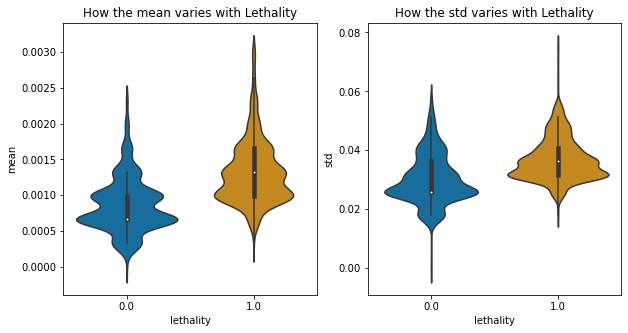 How the mean varies with Lethality
mean
0.0030
0.0025
0.0020
0.0015
0.0010
0.0005
0.0000
0.0
1.0
lethality
How the std varies with Lethality
std
0.08
0.06
0.04
0.02
0.00
0.0
1.0
lethality